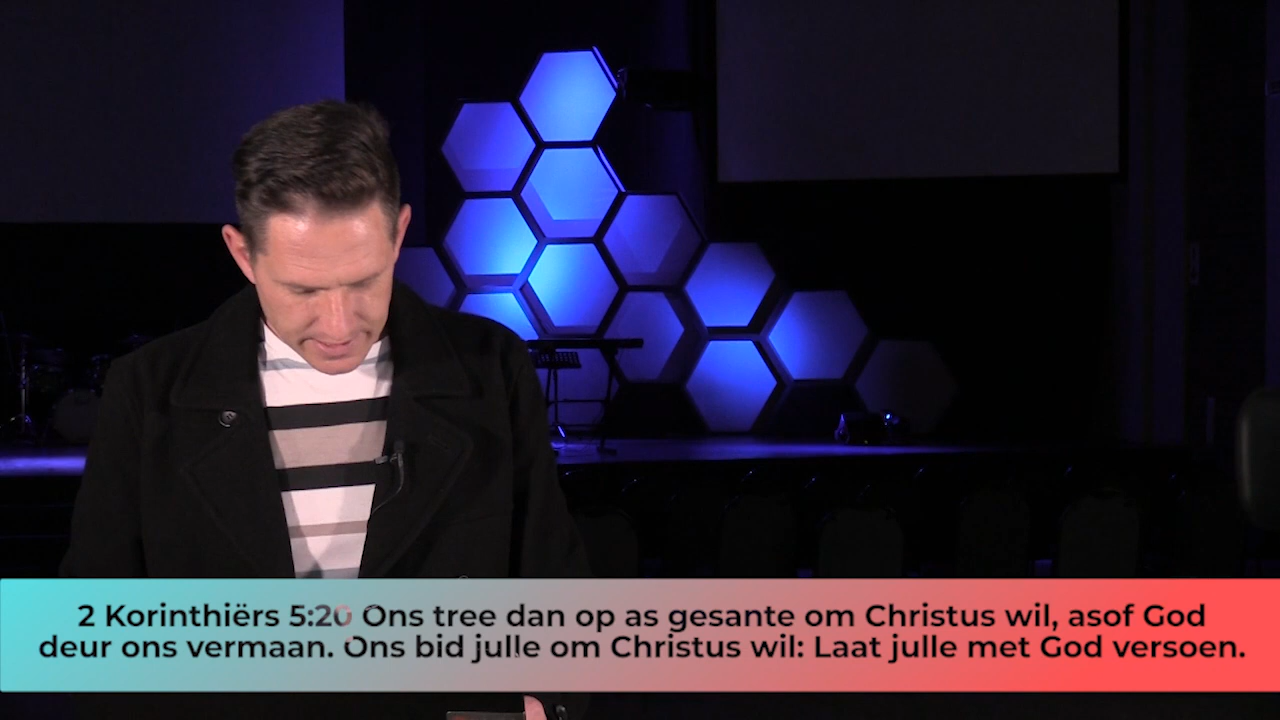 2 Korinthiërs 5:20 Ons tree dan op as gesante om Christus wil, asof God
deur ons vermaan. Ons bid julle om Christus wil: Laat julle met God versoen.